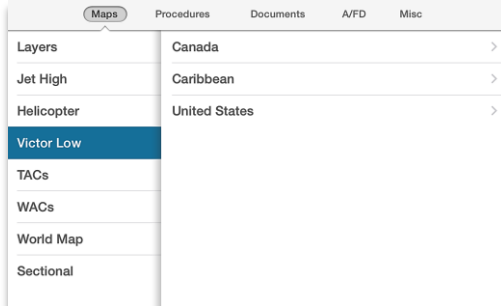 Maps Procedures Documents A/FD Misc
Layers
Jet High
Helicopter
Victor Low
TACs
WACs
World Map
Sectional
Canada
Caribbean
United States